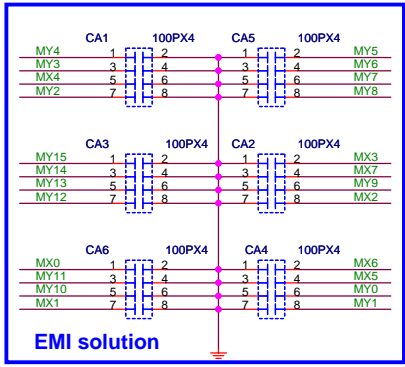 CA1 100PX4 CA5 100PX4
MY4 1 2 1 2 MY5
MY3 3 4 3 4 MY6
MX4 5 6 5 6 MY7
MY2 7 8 7 8 MY8
CA3 100PX4 CA2 100PX4
MY15 1 2 1 2 MX3
MY14 3 4 3 4 MX7
MY13 5 6 5 6 MY9
MY12 7 8 7 8 MX2
CA6 100PX4 CA4 100PX4
MX0 1 2 1 2 MX6
MY11 3 4 3 4 MX5
MY10 5 6 5 6 MY0
MX1 7 8 7 8 MY1
EMI solution